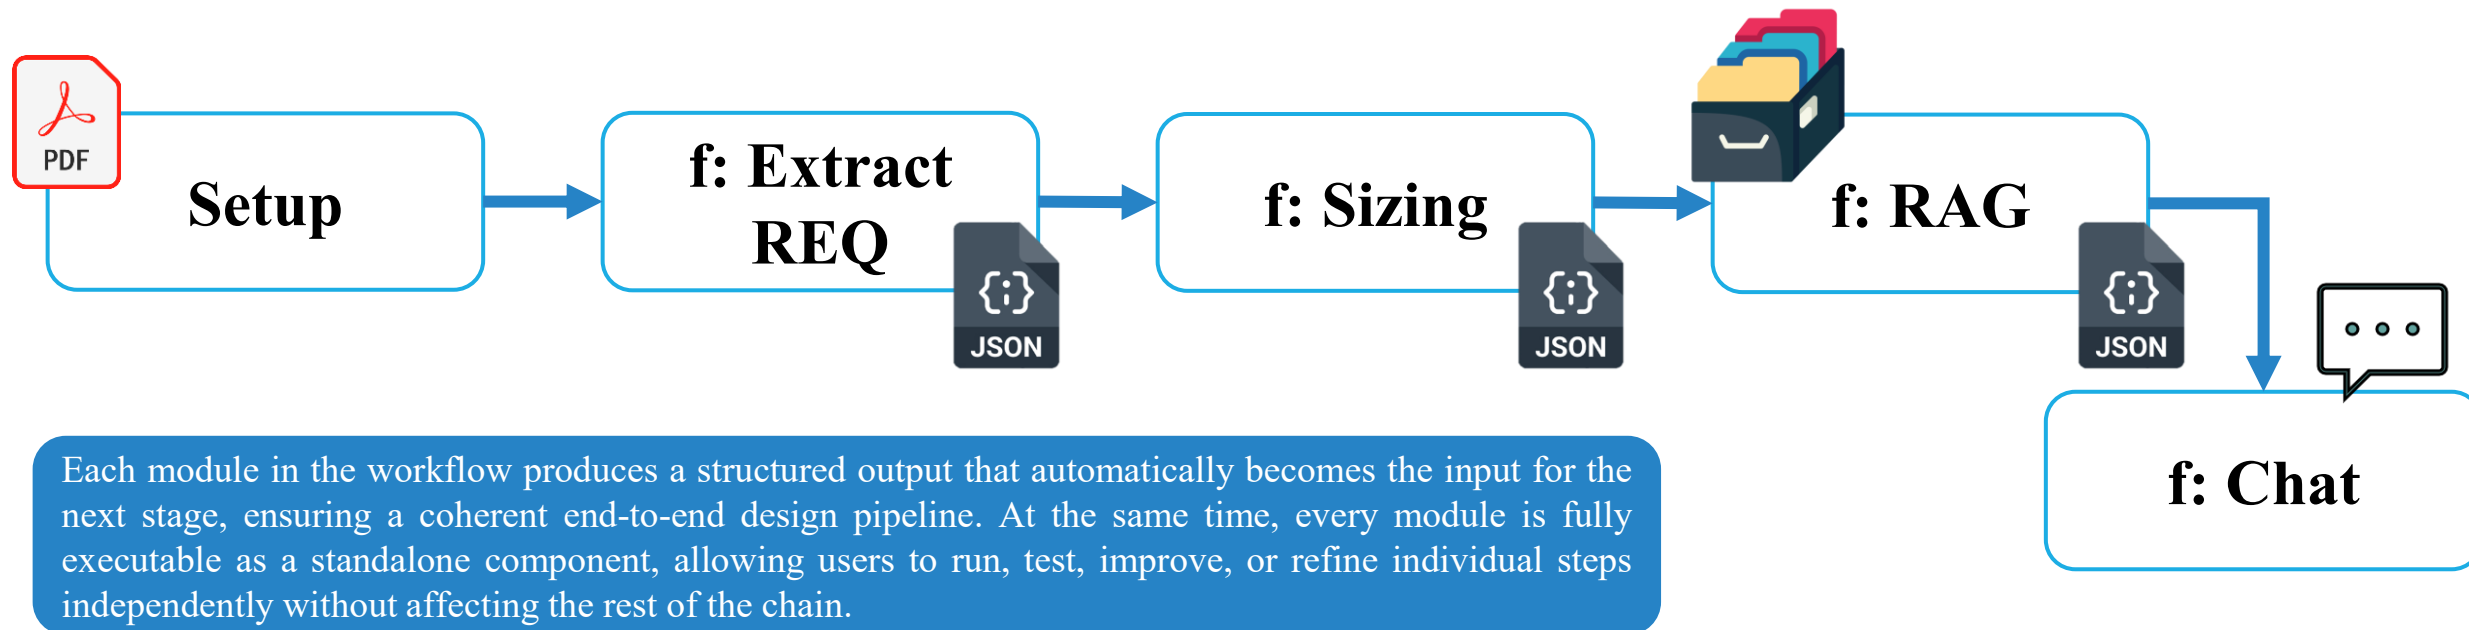 PDF
Setup
f: Extract
REQ
JSON
f: Sizing
JSON
f: RAG
JSON
f: Chat
Each module in the workflow produces a structured output that automatically becomes the input for the
next stage, ensuring a coherent end-to-end design pipeline. At the same time, every module is fully
executable as a standalone component, allowing users to run, test, improve, or refine individual steps
independently without affecting the rest of the chain.